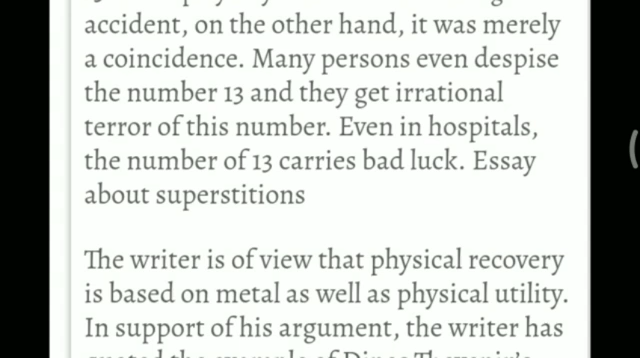 accident, on the other hand, it was merely
a coincidence. Many persons even despise
the number 13 and they get irrational
terror of this number. Even in hospitals,
the number of 13 carries bad luck. Essay
about superstitions
The writer is of view that physical recovery
is based on metal as well as physical utility.
In support of his argument, the writer has